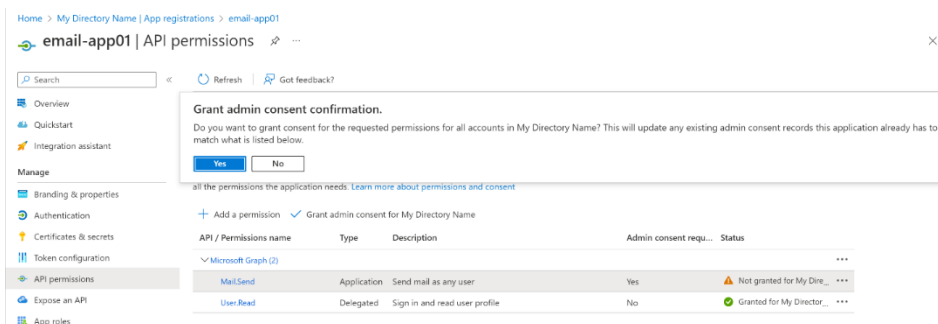 Home > My Directory Name | App registrations > email-app01
email-app01 | API permissions
Search
Refresh
Got feedback?
Overview
Quickstart
Integration assistant
Manage
Branding & properties
Authentication
Certificates & secrets
Token configuration
API permissions
Expose an API
App roles
Grant admin consent confirmation.
Do you want to grant consent for the requested permissions for all accounts in My Directory Name? This will update any existing admin consent records this application already has to
match what is listed below.
Yes No
all the permissions the application needs. Learn more about permissions and consent
Add a permission Grant admin consent for My Directory Name
API / Permissions name Type Description Admin consent requ... Status
Microsoft Graph (2)
Mail.Send Application Send mail as any user Yes Not granted for My Dire...
User.Read Delegated Sign in and read user profile No Granted for My Director...